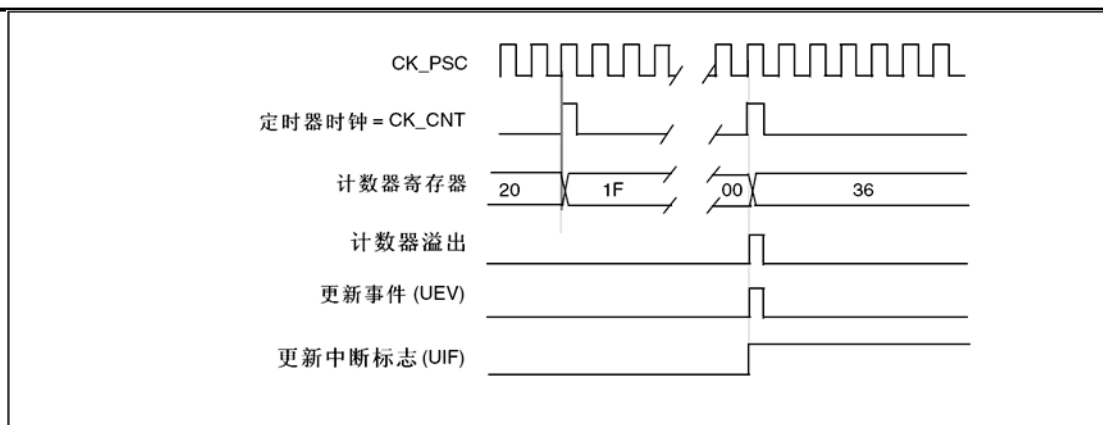 CK_PSC
定时器时钟 = CK_CNT
计数器寄存器 20 1F 00 36
计数器溢出
更新事件 (UEV)
更新中断标志 (UIF)